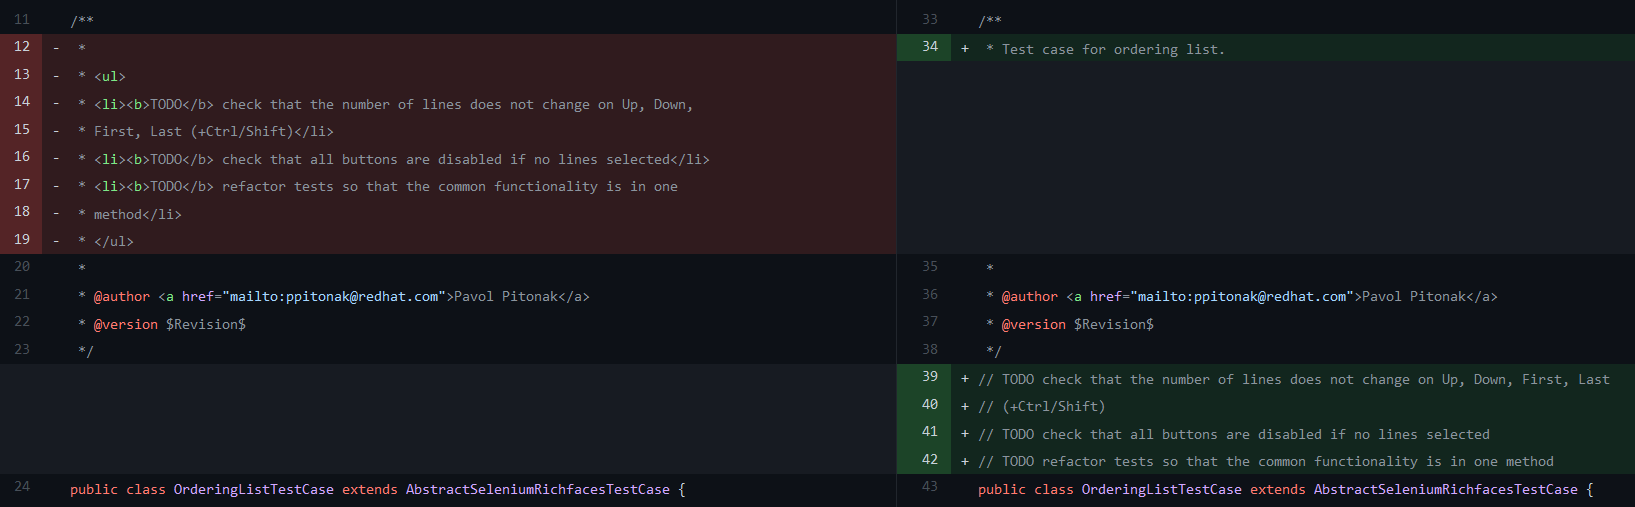 11 /**
12 - *
13 - * <ul>
14 - * <li><b>TODO</b> check that the number of lines does not change on Up, Down,
15 - * First, Last (+Ctrl/Shift)</li>
16 - * <li><b>TODO</b> check that all buttons are disabled if no lines selected</li>
17 - * <li><b>TODO</b> refactor tests so that the common functionality is in one
18 - * method</li>
19 - * </ul>
20 *
21 * @author <a href="mailto:ppitonak@redhat.com">Pavol Pitonak</a>
22 * @version $Revision$
23 */
24 public class OrderingListTestCase extends AbstractSeleniumRichfacesTestCase {
33 /**
34 + * Test case for ordering list.
35 *
36 * @author <a href="mailto:ppitonak@redhat.com">Pavol Pitonak</a>
37 * @version $Revision$
38 */
39 + // TODO check that the number of lines does not change on Up, Down, First, Last
40 + // (+Ctrl/Shift)
41 + // TODO check that all buttons are disabled if no lines selected
42 + // TODO refactor tests so that the common functionality is in one method
43 public class OrderingListTestCase extends AbstractSeleniumRichfacesTestCase {